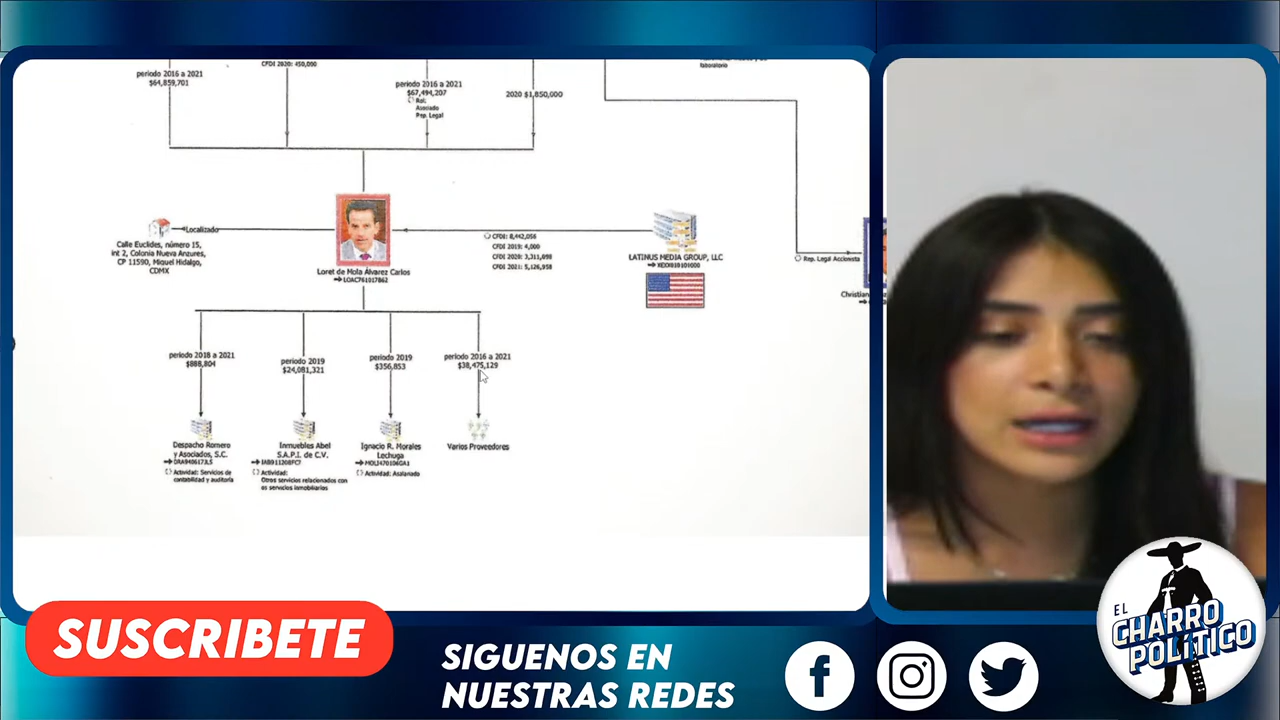 periodo 2016 a 2021
$64,859,701
CFDI 2020: 450,090
periodo 2016 a 2021
$67,494,207
Rol:
Asociado
Rep. Legal
2020 $1,850,000
laboratorio
Localizado
Calle Euclides, número 15,
int 2, Colonia Nueva Anzures,
CP 11590, Miguel Hidalgo,
CDMX
Loret de Mola Álvarez Carlos
LOAC761017862
CFDI: 8,442,056
CFDI 2019: 4,000
CFDI 2020: 3,311,098
CFDI 2021: 5,126,958
LATINUS MEDIA GROUP, LLC
XEXX010101000
Rep. Legal Accionista
periodo 2018 a 2021
$888,804
periodo 2019
$24,081,321
periodo 2019
$356,853
periodo 2016 a 2021
$38,475,129
Despacho Romero
y Asociados, S.C.
Actividad: Servicios de
contabilidad y auditoría
Inmuebles Abel
S.A.P.I. de C.V.
IAB911208FC7
Actividad:
Otros servicios relacionados con
os servicios inmobiliarios
Ignacio R. Morales
Lechuga
MOLI470106GA1
Actividad: Asalariado
Varios Proveedores
SUSCRIBETE
SIGUENOS EN
NUESTRAS REDES
EL
CHARRO
POLÍTICO